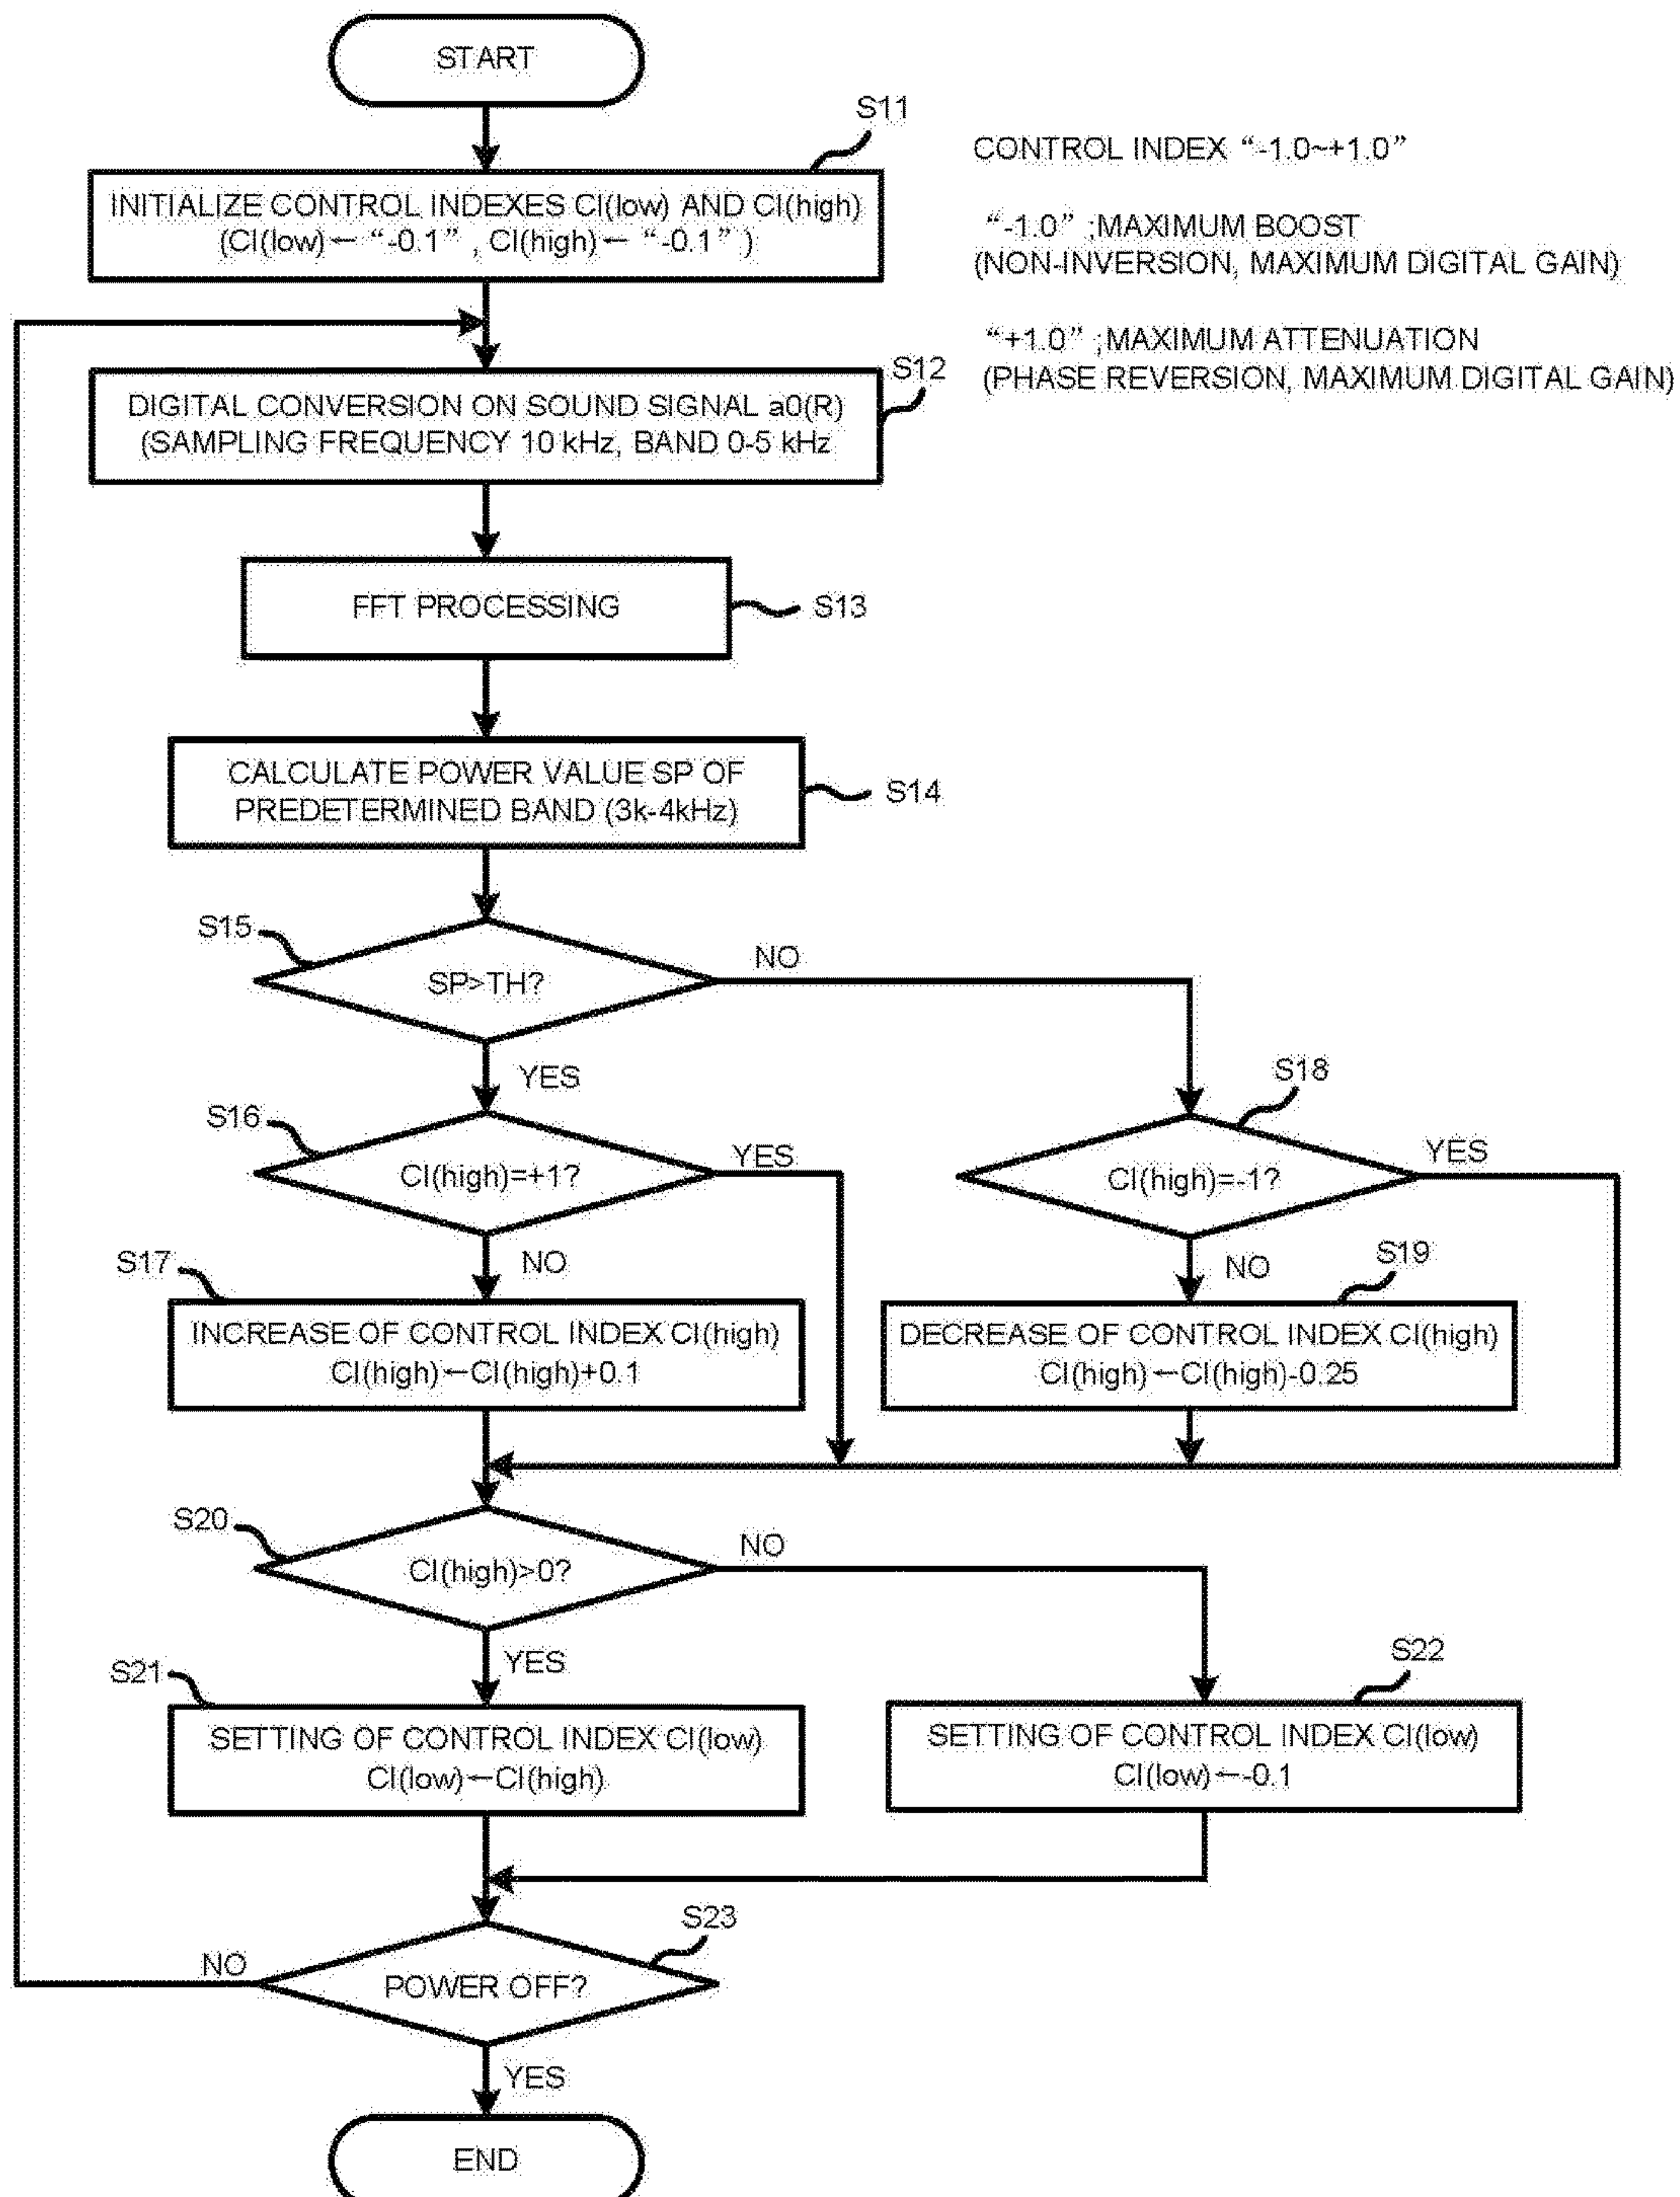 START
S11
INITIALIZE CONTROL INDEXES CI(low) AND CI(high)
(CI(low)← “-0.1” , CI(high)← “-0.1” )
CONTROL INDEX “-1.0~+1.0”
“-1.0” ;MAXIMUM BOOST
(NON-INVERSION, MAXIMUM DIGITAL GAIN)
“+1.0” ;MAXIMUM ATTENUATION
(PHASE REVERSION, MAXIMUM DIGITAL GAIN)
S12
DIGITAL CONVERSION ON SOUND SIGNAL a0(R)
(SAMPLING FREQUENCY 10 kHz, BAND 0-5 kHz
FFT PROCESSING
S13
CALCULATE POWER VALUE SP OF
PREDETERMINED BAND (3k-4kHz)
S14
S15
SP>TH?
NO
YES
S16
CI(high)=+1?
YES
NO
S18
CI(high)=-1?
YES
NO
S17
INCREASE OF CONTROL INDEX CI(high)
CI(high)←CI(high)+0.1
S19
DECREASE OF CONTROL INDEX CI(high)
CI(high)←CI(high)-0.25
S20
CI(high)>0?
NO
YES
S21
SETTING OF CONTROL INDEX CI(low)
CI(low)←CI(high)
S22
SETTING OF CONTROL INDEX CI(low)
CI(low)←-0.1
S23
POWER OFF?
NO
YES
END